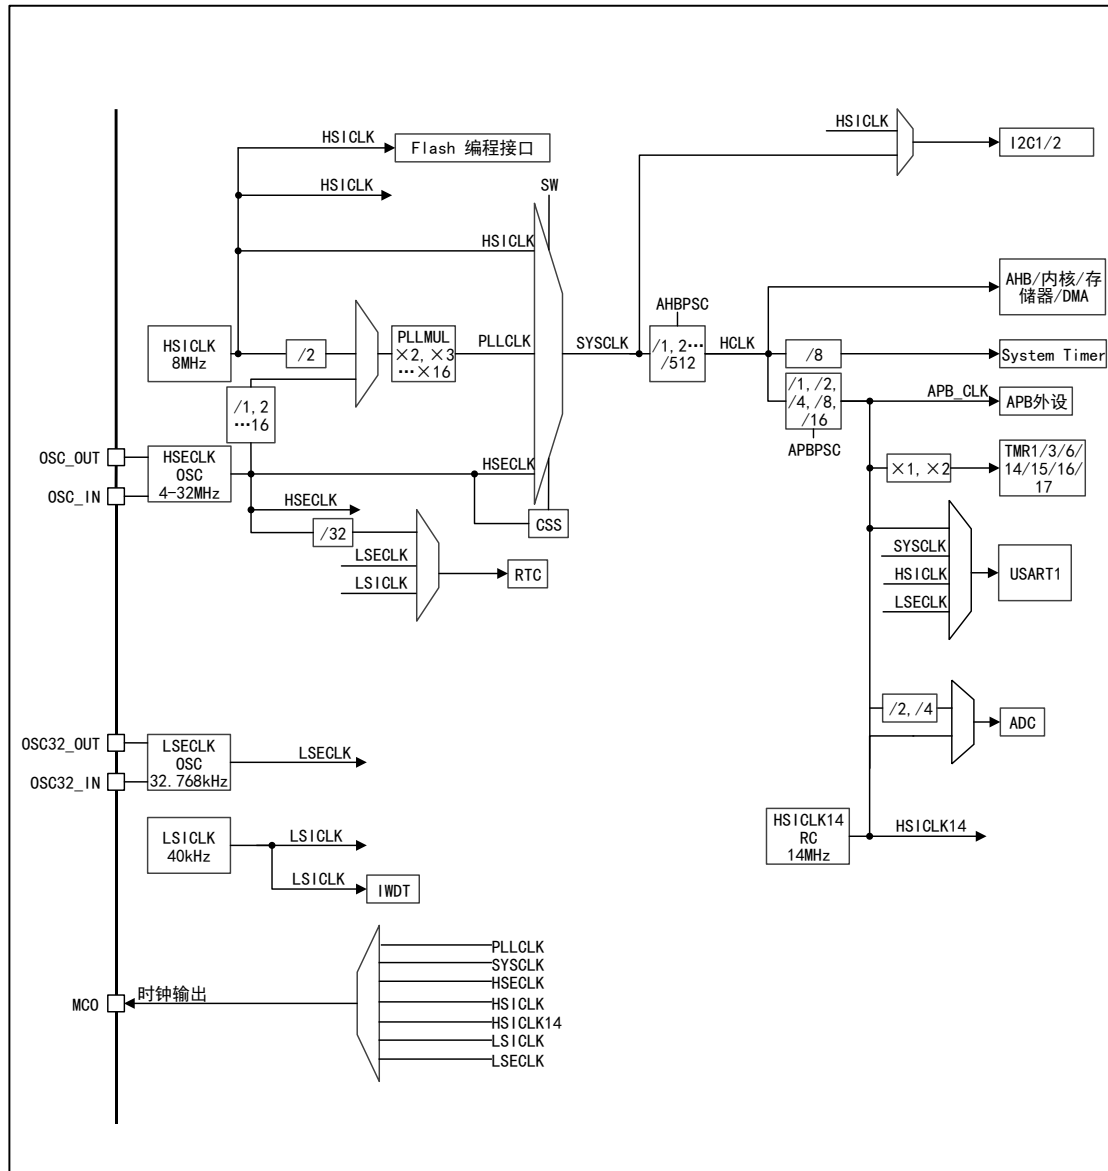 HSICLK
Flash 编程接口
HSICLK
HSICLK
I2C1/2
SW
HSICLK
AHB/内核/存
储器/DMA
AHBPSC
HSICLK
8MHz
/2
PLLMUL
×2, ×3
…×16
PLLCLK
SYSCLK
/1, 2…
/512
HCLK
/8
System Timer
/1, 2
…16
/1, /2,
/4, /8,
/16
APB_CLK
APB外设
APBPSC
OSC_OUT
OSC_IN
HSECLK
OSC
4-32MHz
HSECLK
×1, ×2
TMR1/3/6/
14/15/16/
17
HSECLK
CSS
/32
LSECLK
LSICLK
RTC
SYSCLK
HSICLK
LSECLK
USART1
/2, /4
ADC
OSC32_OUT
OSC32_IN
LSECLK
OSC
32.768kHz
LSECLK
HSICLK14
RC
14MHz
HSICLK14
LSICLK
40kHz
LSICLK
LSICLK
IWDT
PLLCLK
SYSCLK
HSECLK
HSICLK
HSICLK14
LSICLK
LSECLK
MCO
时钟输出